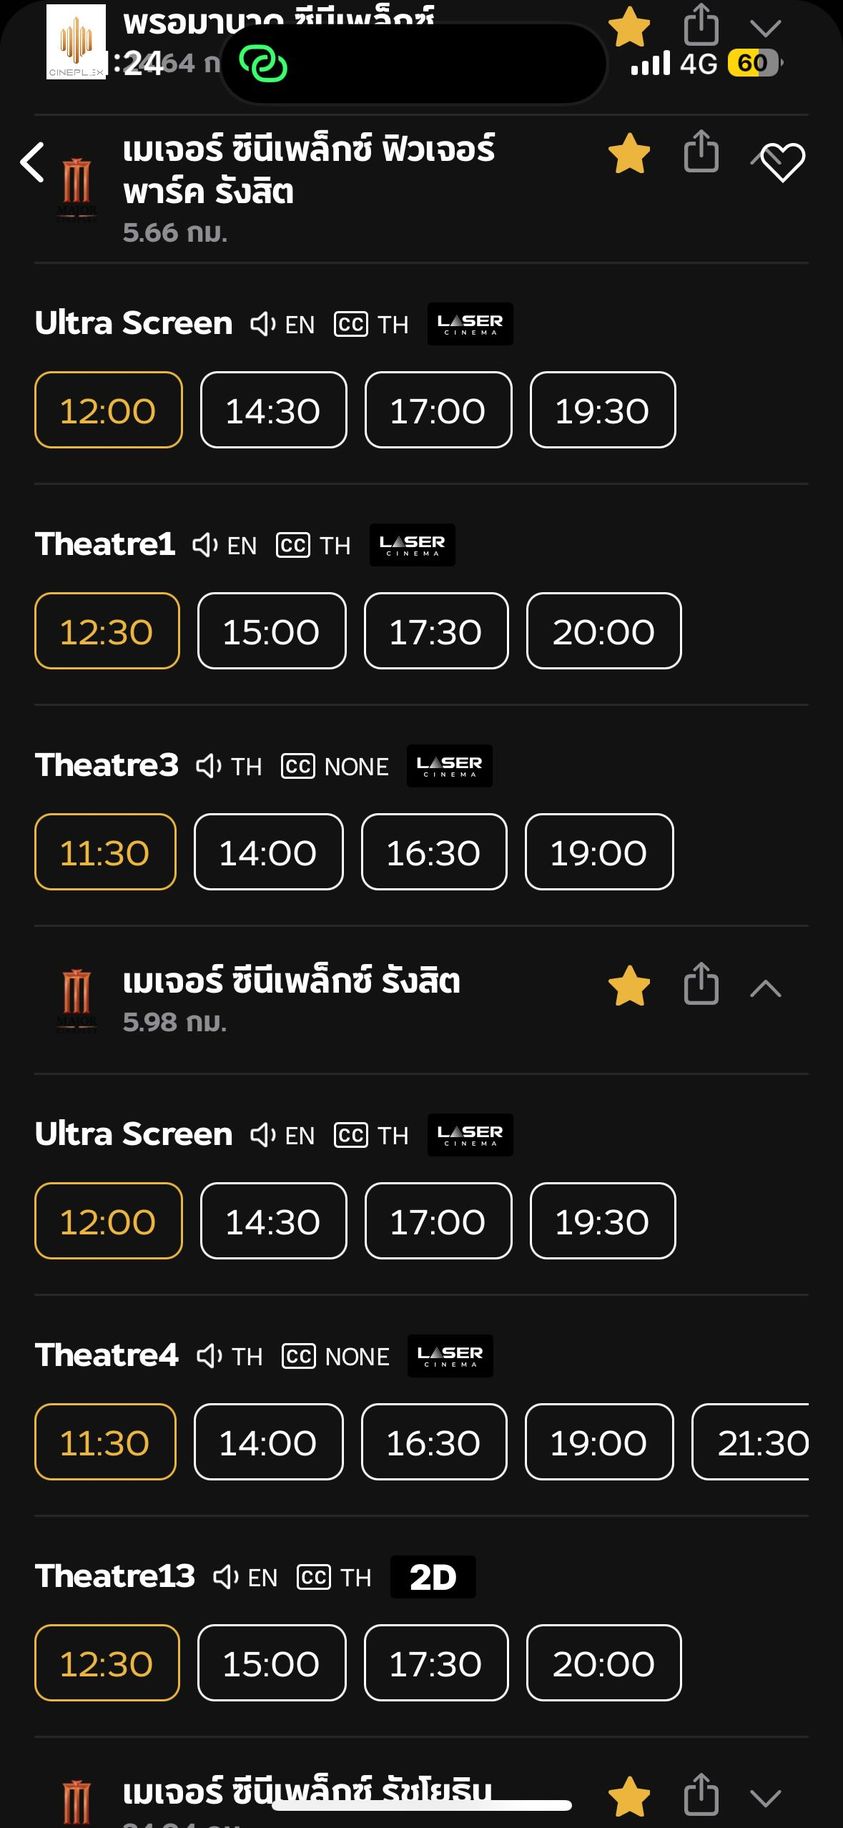 พรอมานาด ซีนีเพล็กซ์
CINEPLEX
:24
4G
60
เมเจอร์ ซีนีเพล็กซ์ ฟิวเจอร์
พาร์ค รังสิต
5.66 กม.
Ultra Screen EN CC TH LASER CINEMA
12:00 14:30 17:00 19:30
Theatre1 EN CC TH LASER CINEMA
12:30 15:00 17:30 20:00
Theatre3 TH CC NONE LASER CINEMA
11:30 14:00 16:30 19:00
เมเจอร์ ซีนีเพล็กซ์ รังสิต
5.98 กม.
Ultra Screen EN CC TH LASER CINEMA
12:00 14:30 17:00 19:30
Theatre4 TH CC NONE LASER CINEMA
11:30 14:00 16:30 19:00 21:30
Theatre13 EN CC TH 2D
12:30 15:00 17:30 20:00
เมเจอร์ ซีนีเพล็กซ์ รัชโยธิน